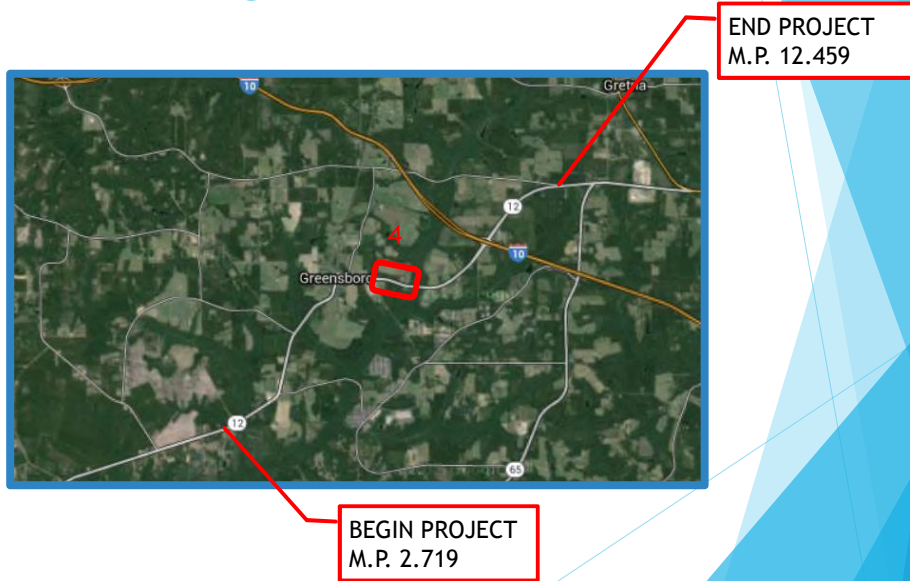 END PROJECT
M.P. 12.459
10
Gretna
12
4
10
Greensboro
12
65
BEGIN PROJECT
M.P. 2.719